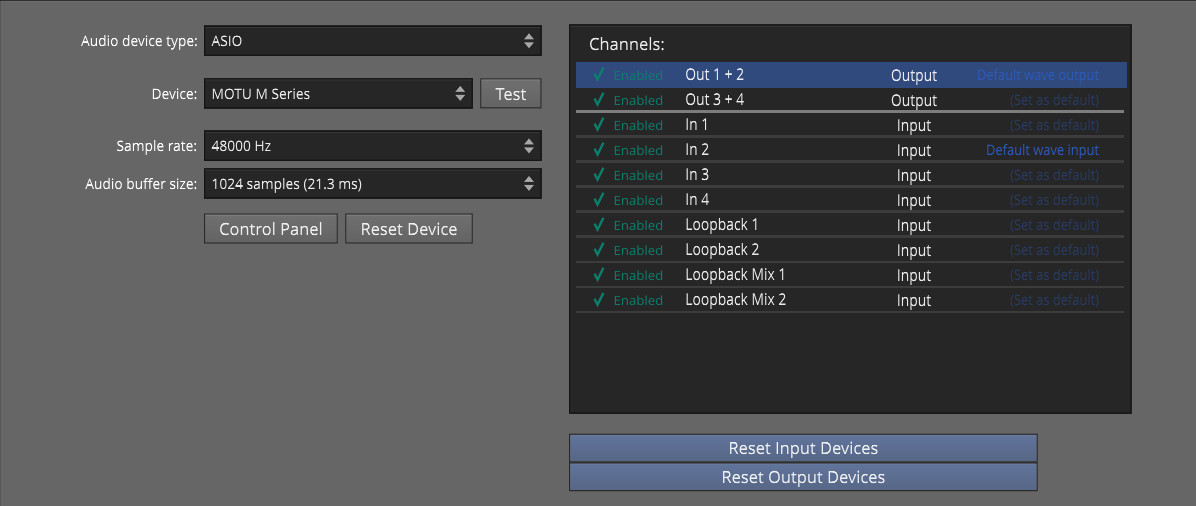 Audio device type: ASIO
Device: MOTU M Series Test
Sample rate: 48000 Hz
Audio buffer size: 1024 samples (21.3 ms)
Control Panel Reset Device
Channels:
Enabled Out 1 + 2 Output Default wave output
Enabled Out 3 + 4 Output (Set as default)
Enabled In 1 Input (Set as default)
Enabled In 2 Input Default wave input
Enabled In 3 Input (Set as default)
Enabled In 4 Input (Set as default)
Enabled Loopback 1 Input (Set as default)
Enabled Loopback 2 Input (Set as default)
Enabled Loopback Mix 1 Input (Set as default)
Enabled Loopback Mix 2 Input (Set as default)
Reset Input Devices
Reset Output Devices